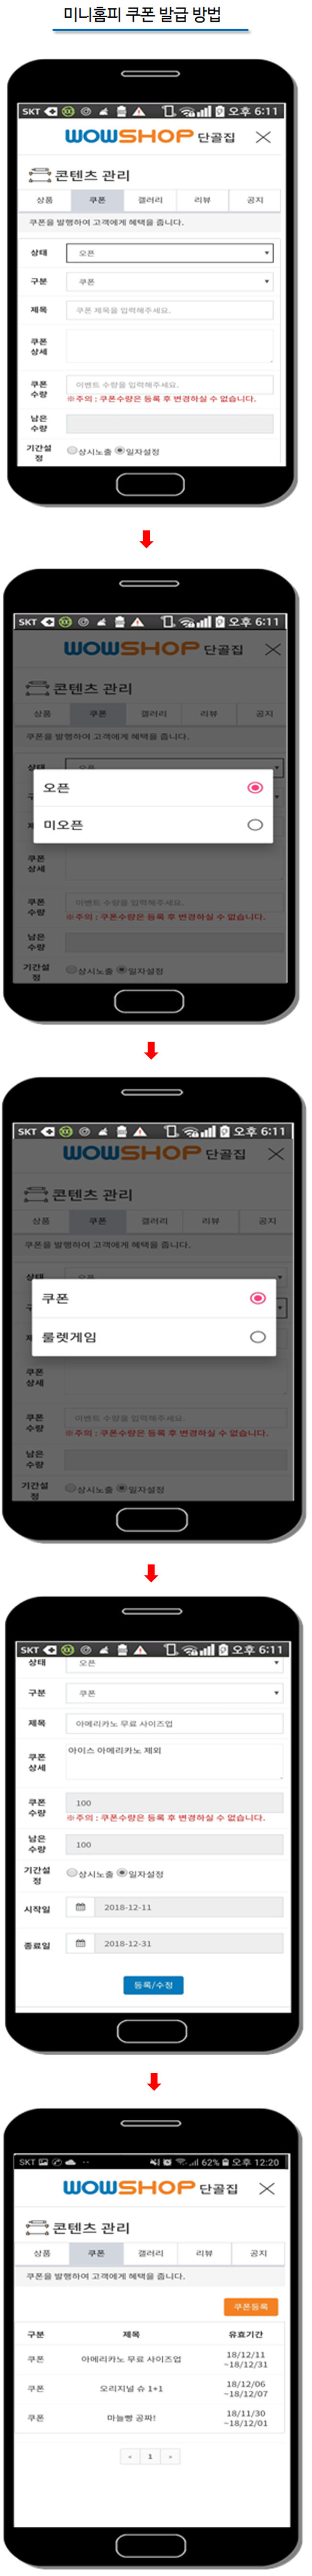 미니홈피 쿠폰 발급 방법
SKT 오후 6:11
WOWSHOP 단골집
콘텐츠 관리
상품 쿠폰 갤러리 리뷰 공지
쿠폰을 발행하여 고객에게 혜택을 줍니다.
상태 오픈
구분 쿠폰
제목 쿠폰 제목을 입력해주세요.
쿠폰
상세
쿠폰
수량
이벤트 수량을 입력해주세요.
※주의 : 쿠폰수량은 등록 후 변경하실 수 없습니다.
남은
수량
기간설
정
상시노출 일자설정
SKT 오후 6:11
WOWSHOP 단골집
콘텐츠 관리
상품 쿠폰 갤러리 리뷰 공지
쿠폰을 발행하여 고객에게 혜택을 줍니다.
상태 오픈
오픈
미오픈
쿠폰
상세
쿠폰
수량
이벤트 수량을 입력해주세요.
※주의 : 쿠폰수량은 등록 후 변경하실 수 없습니다.
남은
수량
기간설
정
상시노출 일자설정
SKT 오후 6:11
WOWSHOP 단골집
콘텐츠 관리
상품 쿠폰 갤러리 리뷰 공지
쿠폰을 발행하여 고객에게 혜택을 줍니다.
상태 오픈
쿠폰
룰렛게임
쿠폰
상세
쿠폰
수량
이벤트 수량을 입력해주세요.
※주의 : 쿠폰수량은 등록 후 변경하실 수 없습니다.
남은
수량
기간설
정
상시노출 일자설정
SKT 오후 6:11
상태 오픈
구분 쿠폰
제목 아메리카노 무료 사이즈업
쿠폰
상세
아이스 아메리카노 제외
쿠폰
수량
100
※주의 : 쿠폰수량은 등록 후 변경하실 수 없습니다.
남은
수량
100
기간설
정
상시노출 일자설정
시작일 2018-12-11
종료일 2018-12-31
등록/수정
SKT 62% 오후 12:20
WOWSHOP 단골집
콘텐츠 관리
상품 쿠폰 갤러리 리뷰 공지
쿠폰을 발행하여 고객에게 혜택을 줍니다.
쿠폰등록
구분 제목 유효기간
쿠폰 아메리카노 무료 사이즈업 18/12/11
~18/12/31
쿠폰 오리지널 슈 1+1 18/12/06
~18/12/07
쿠폰 마늘빵 공짜! 18/11/30
~18/12/01
« 1 »